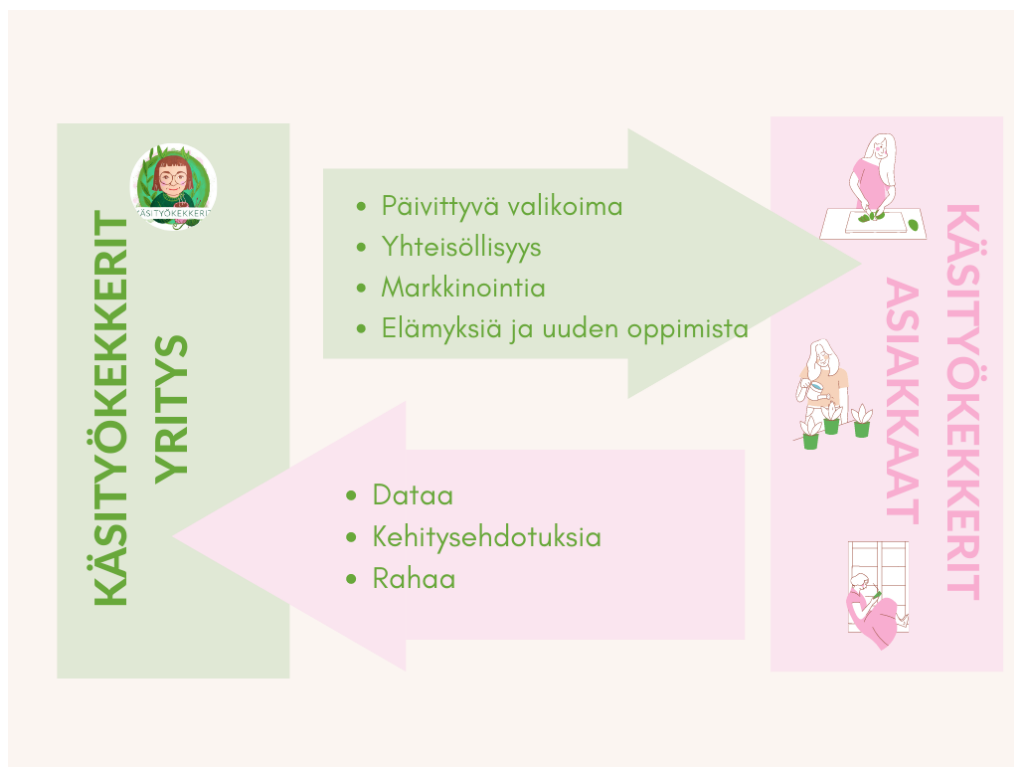 KÄSITYÖKEKKERIT
YRITYS
KÄSITYÖKEKKERIT
• Päivittyvä valikoima
• Yhteisöllisyys
• Markkinointia
• Elämyksiä ja uuden oppimista
• Dataa
• Kehitysehdotuksia
• Rahaa
KÄSITYÖKEKKERIT
ASIAKKAAT